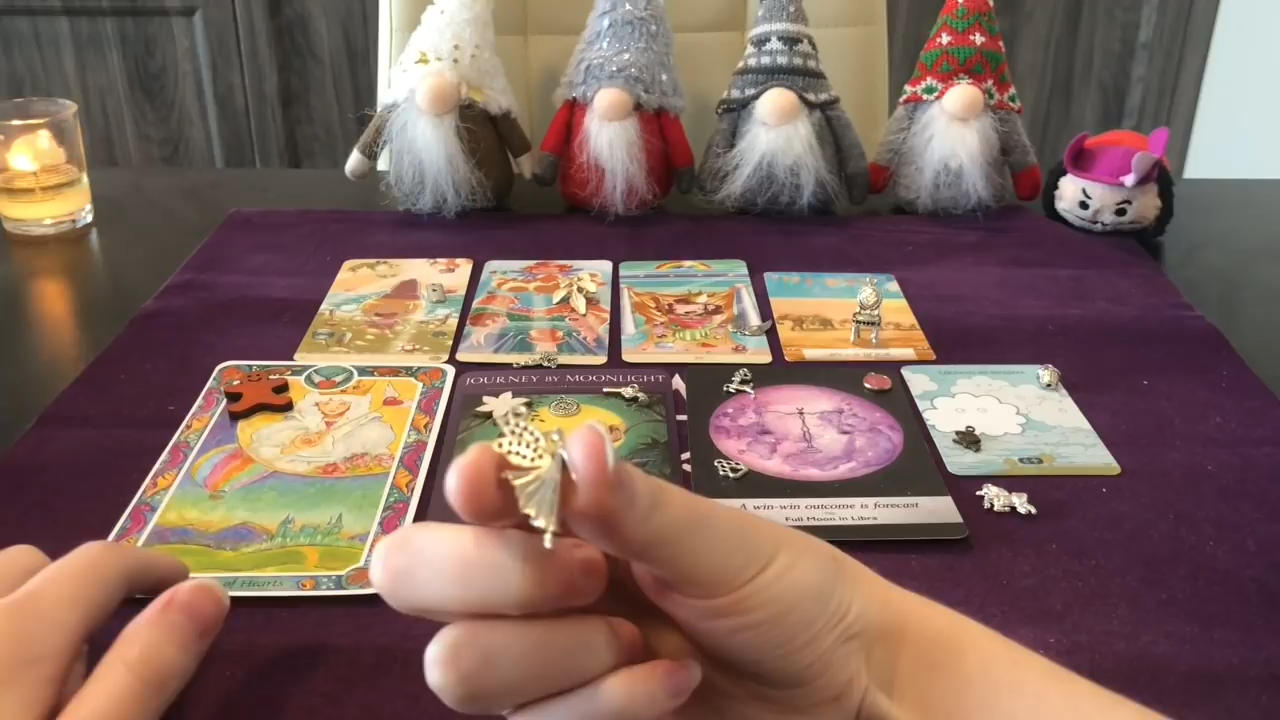 JOURNEY BY MOONLIGHT
A win-win outcome is forecast
Full Moon in Libra
of Hearts